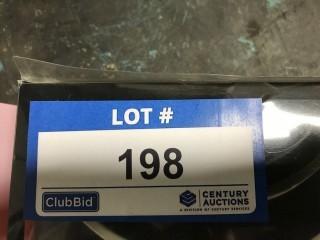 LOT #
198
ClubBid
CENTURY
AUCTIONS
A DIVISION OF CENTURY SERVICES